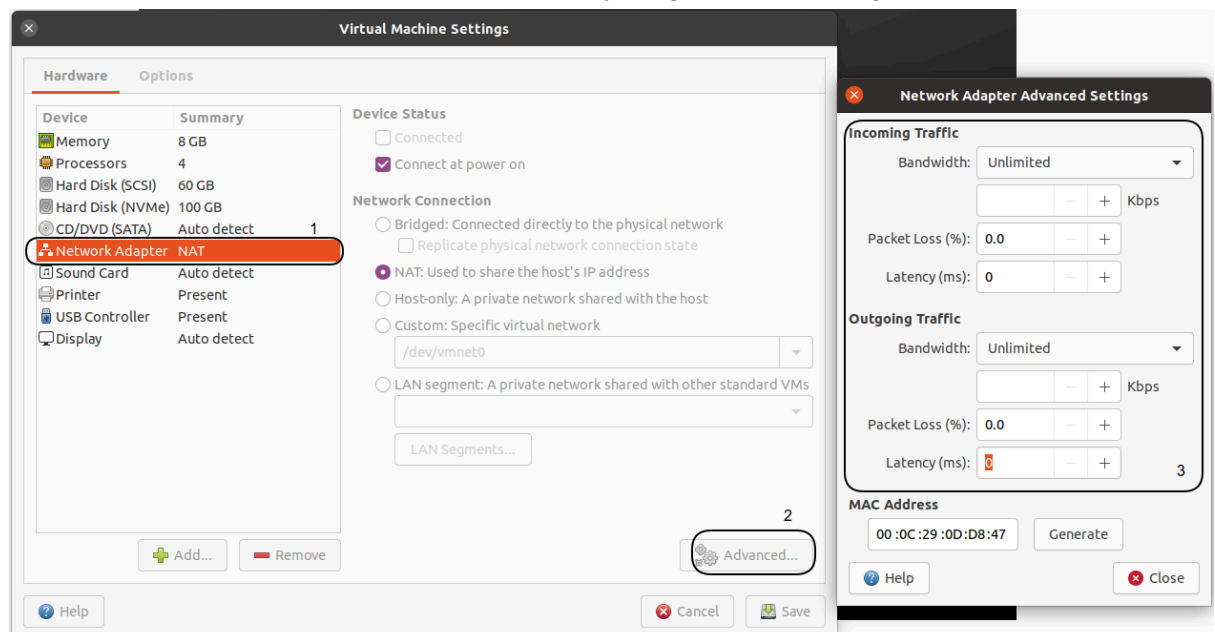 Virtual Machine Settings
Hardware Options
Device Summary
Memory 8 GB
Processors 4
Hard Disk (SCSI) 60 GB
Hard Disk (NVMe) 100 GB
CD/DVD (SATA) Auto detect 1
Network Adapter NAT
Sound Card Auto detect
Printer Present
USB Controller Present
Display Auto detect
Add... Remove
Device Status
Connected
Connect at power on
Network Connection
Bridged: Connected directly to the physical network
Replicate physical network connection state
NAT: Used to share the host's IP address
Host-only: A private network shared with the host
Custom: Specific virtual network
/dev/vmnet0
LAN segment: A private network shared with other standard VMs
LAN Segments...
2
Advanced...
Help Cancel Save
Network Adapter Advanced Settings
Incoming Traffic
Bandwidth: Unlimited
− + Kbps
Packet Loss (%): 0.0 − +
Latency (ms): 0 − +
Outgoing Traffic
Bandwidth: Unlimited
− + Kbps
Packet Loss (%): 0.0 − +
Latency (ms): 0 − + 3
MAC Address
00 :0C :29 :0D:D8:47 Generate
Help Close